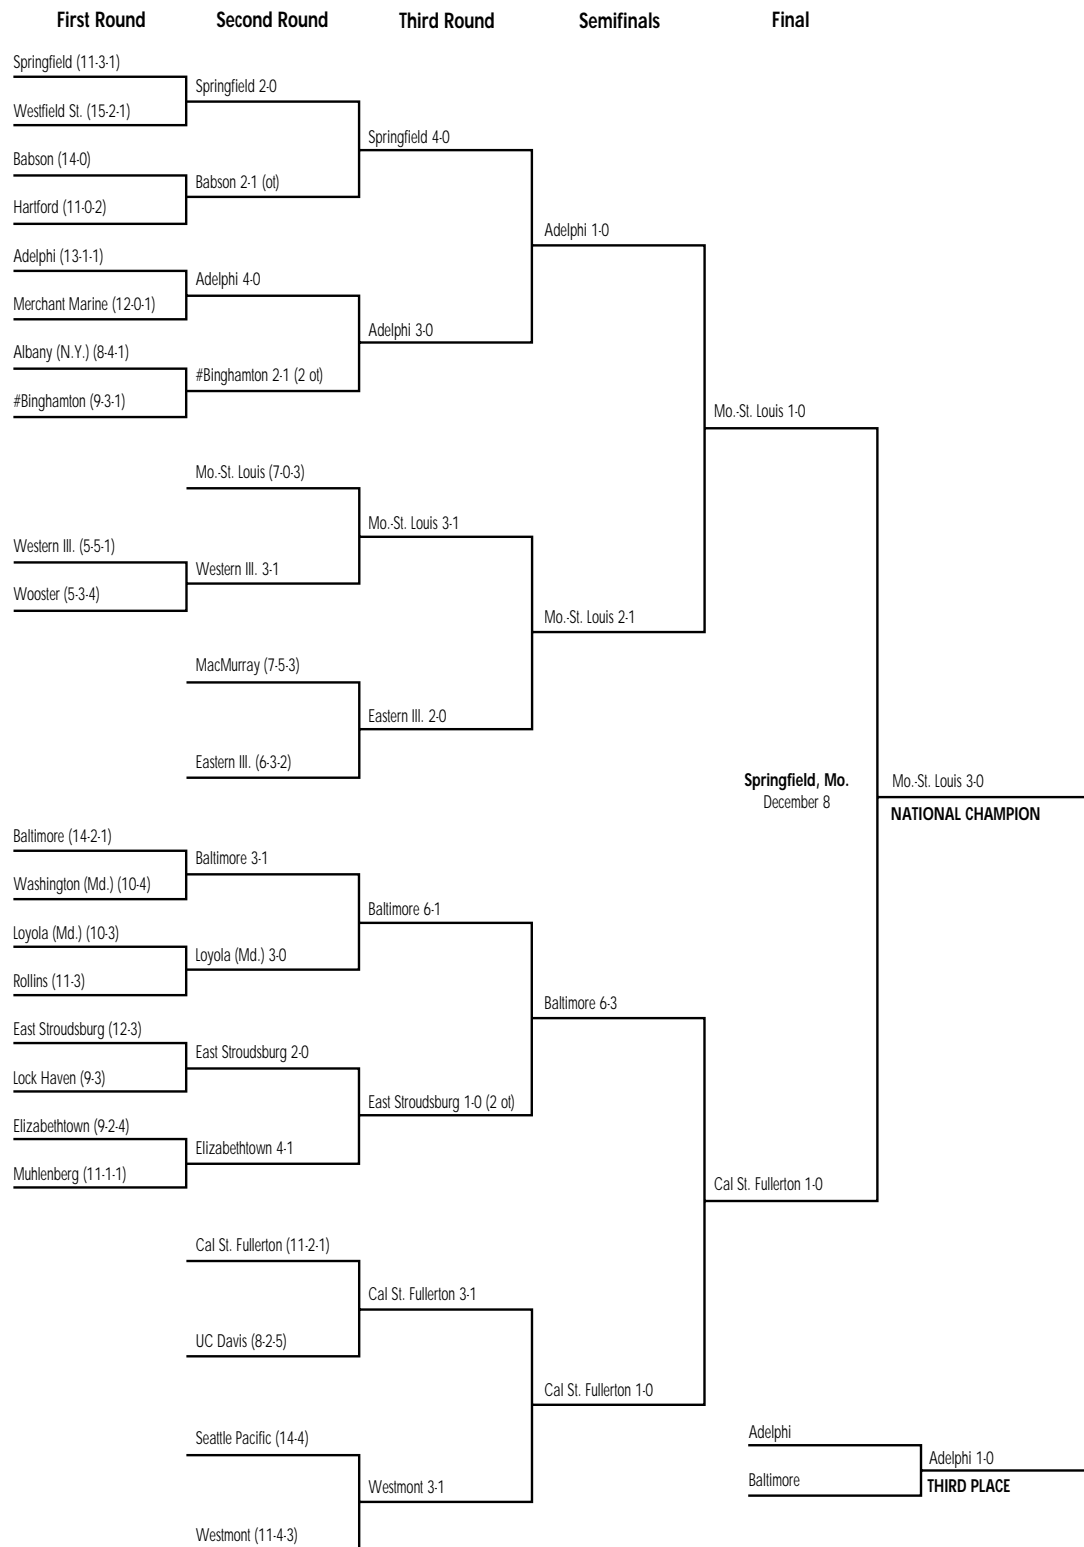 First Round
Second Round
Third Round
Semifinals
Final
Springfield (11-3-1)
Westfield St. (15-2-1)
Babson (14-0)
Hartford (11-0-2)
Adelphi (13-1-1)
Merchant Marine (12-0-1)
Albany (N.Y.) (8-4-1)
#Binghamton (9-3-1)
Western Ill. (5-5-1)
Wooster (5-3-4)
Baltimore (14-2-1)
Washington (Md.) (10-4)
Loyola (Md.) (10-3)
Rollins (11-3)
East Stroudsburg (12-3)
Lock Haven (9-3)
Elizabethtown (9-2-4)
Muhlenberg (11-1-1)
Springfield 2-0
Babson 2-1 (ot)
Adelphi 4-0
#Binghamton 2-1 (2 ot)
Mo.-St. Louis (7-0-3)
Western Ill. 3-1
MacMurray (7-5-3)
Eastern Ill. (6-3-2)
Baltimore 3-1
Loyola (Md.) 3-0
East Stroudsburg 2-0
Elizabethtown 4-1
Cal St. Fullerton (11-2-1)
UC Davis (8-2-5)
Seattle Pacific (14-4)
Westmont (11-4-3)
Springfield 4-0
Adelphi 3-0
Mo.-St. Louis 3-1
Eastern Ill. 2-0
Baltimore 6-1
East Stroudsburg 1-0 (2 ot)
Cal St. Fullerton 3-1
Westmont 3-1
Adelphi 1-0
Mo.-St. Louis 2-1
Baltimore 6-3
Cal St. Fullerton 1-0
Mo.-St. Louis 1-0
Cal St. Fullerton 1-0
Springfield, Mo.
December 8
Mo.-St. Louis 3-0
NATIONAL CHAMPION
Adelphi
Baltimore
Adelphi 1-0
THIRD PLACE